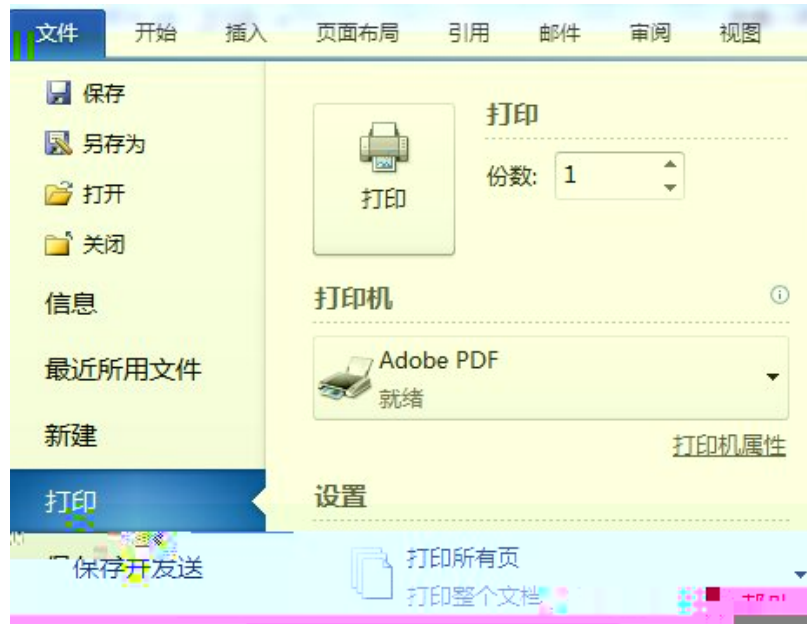 文件 开始 插入 页面布局 引用 邮件 审阅 视图
保存
另存为
打开
关闭
信息
最近所用文件
新建
打印
保存并发送
打印
打印
份数: 1
打印机
Adobe PDF
就绪
打印机属性
设置
打印所有页
打印整个文档